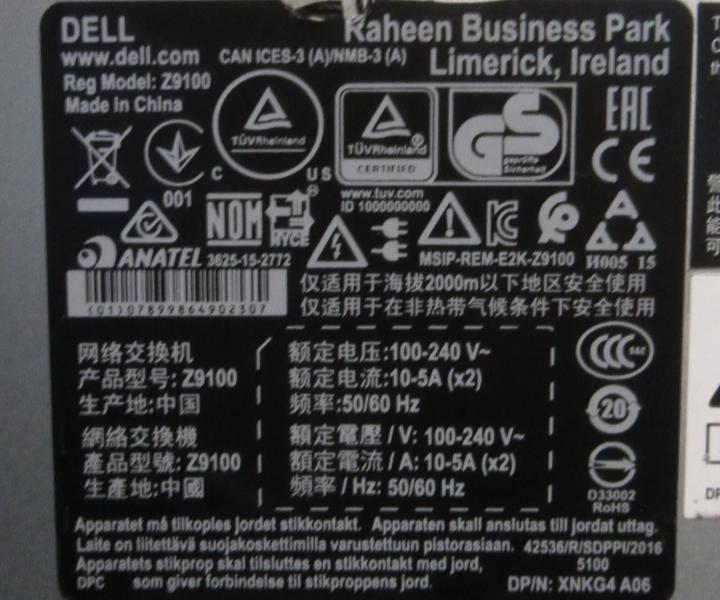 DELL
Raheen Business Park
www.dell.com
CAN ICES-3 (A)/NMB-3 (A)
Limerick, Ireland
Reg Model: Z9100
Made in China
TÜVRheinland
C US
TÜVRheinland
CERTIFIED
GS
geprüfte
Sicherheit
EAC
CE
001
www.tuv.com
ID 1000000000
NOM
NYCE
ANATEL
3625-15-2772
MSIP-REM-E2K-Z9100
H005 15
(01)07899864902307
仅适用于海拔2000m以下地区安全使用
仅适用于在非热带气候条件下安全使用
网络交换机
产品型号: Z9100
生产地:中国
網絡交換機
產品型號: Z9100
生產地:中國
额定电压:100-240 V~
额定电流:10-5A (x2)
频率:50/60 Hz
額定電壓 / V: 100-240 V~
額定電流 / A: 10-5A (x2)
頻率 / Hz: 50/60 Hz
CCC
S&E
20
D33002
RoHS
Apparatet må tilkoples jordet stikkontakt. Apparaten skall anslutas till jordat uttag.
Laite on liitettävä suojakoskettimilla varustettuun pistorasiaan. 42536/R/SDPPI/2016
Apparatets stikprop skal tilsluttes en stikkontakt med jord, 5100
DPC som giver forbindelse til stikproppens jord. DP/N: XNKG4 A06